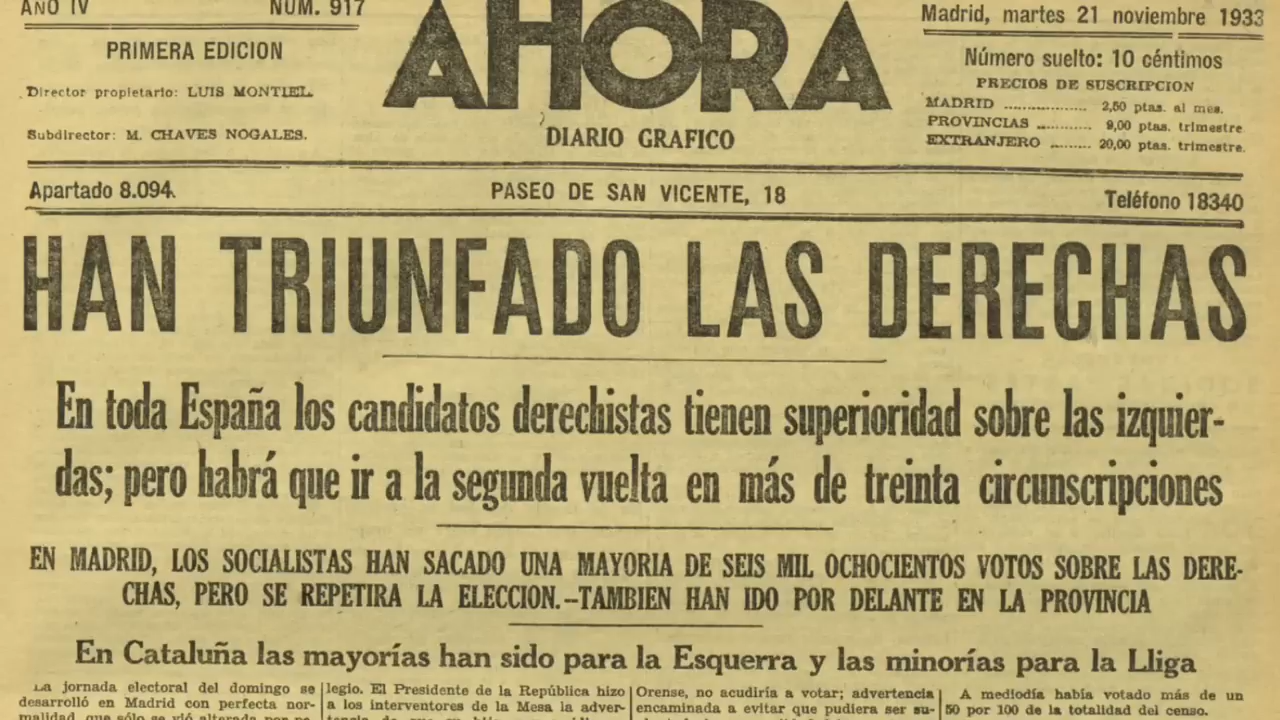 AÑO IV NUM. 917
PRIMERA EDICION
Director propietario: LUIS MONTIEL.
Subdirector: M. CHAVES NOGALES.
AHORA
DIARIO GRAFICO
Madrid, martes 21 noviembre 1933
Número suelto: 10 céntimos
PRECIOS DE SUSCRIPCION
MADRID ................ 2,50 ptas. al mes.
PROVINCIAS .......... 9,00 ptas. trimestre
EXTRANJERO ........ 20,00 ptas. trimestre.
Apartado 8.094. PASEO DE SAN VICENTE, 18 Teléfono 18340
HAN TRIUNFADO LAS DERECHAS
En toda España los candidatos derechistas tienen superioridad sobre las izquier-
das; pero habrá que ir a la segunda vuelta en más de treinta circunscripciones
EN MADRID, LOS SOCIALISTAS HAN SACADO UNA MAYORIA DE SEIS MIL OCHOCIENTOS VOTOS SOBRE LAS DERE-
CHAS, PERO SE REPETIRA LA ELECCION.-TAMBIEN HAN IDO POR DELANTE EN LA PROVINCIA
En Cataluña las mayorías han sido para la Esquerra y las minorías para la Lliga
La jornada electoral del domingo se
desarrolló en Madrid con perfecta nor-
malidad, que sólo se vió alterada por
legio. El Presidente de la República hizo
a los interventores de la Mesa la adver-
Orense, no acudiría a votar; advertencia
encaminada a evitar que pudiera ser su-
A mediodía había votado más de un
50 por 100 de la totalidad del censo.